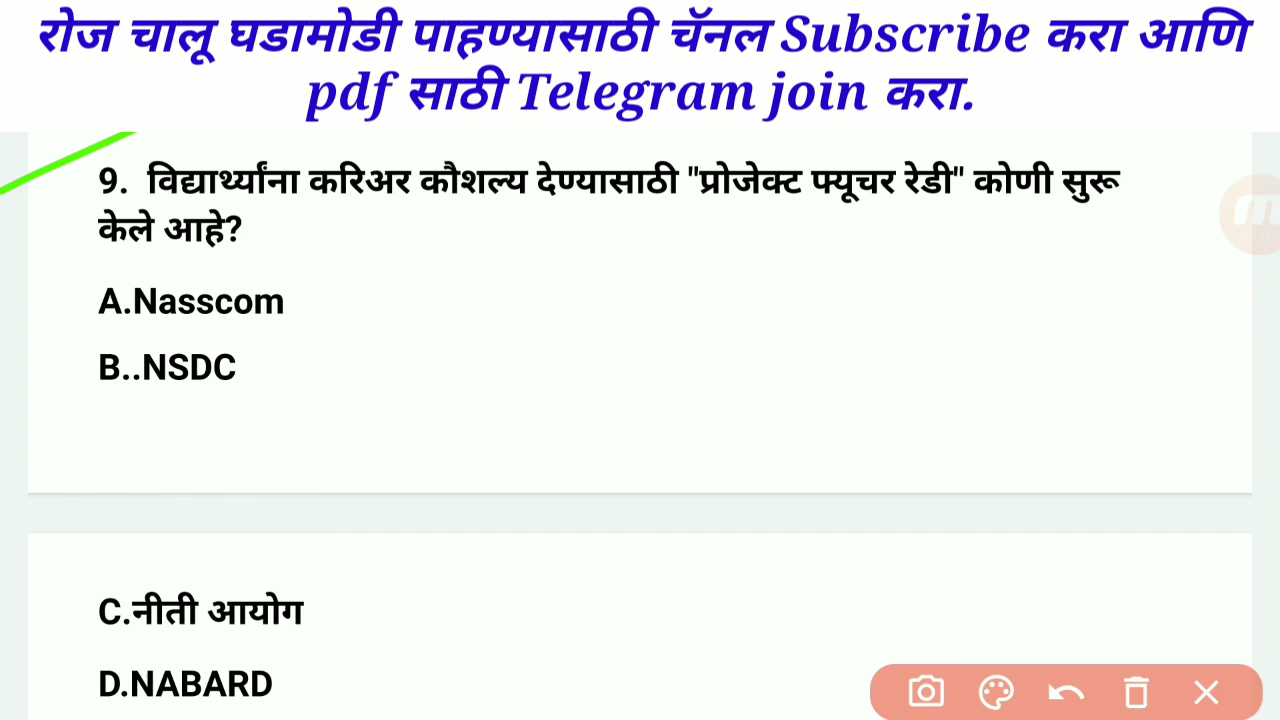 रोज चालू घडामोडी पाहण्यासाठी चॅनल Subscribe करा आणि
pdf साठी Telegram join करा.
9. विद्यार्थ्यांना करिअर कौशल्य देण्यासाठी "प्रोजेक्ट फ्यूचर रेडी" कोणी सुरू
केले आहे?
A.Nasscom
B..NSDC
C.नीती आयोग
D.NABARD